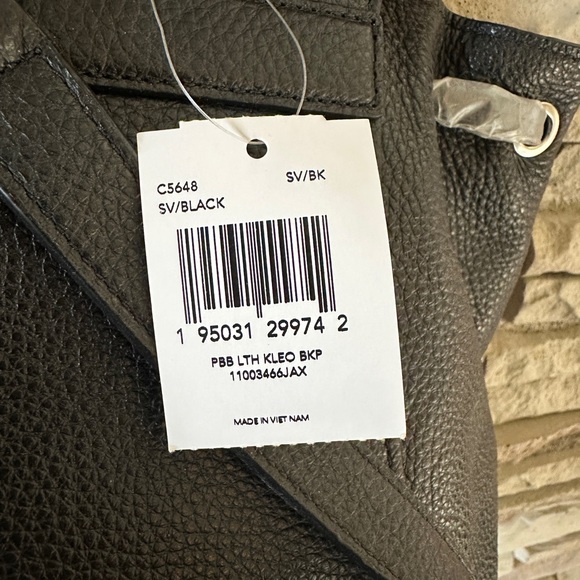 C5648 SV/BK
SV/BLACK
1 95031 29974 2
PBB LTH KLEO BKP
11003466JAX
MADE IN VIET NAM